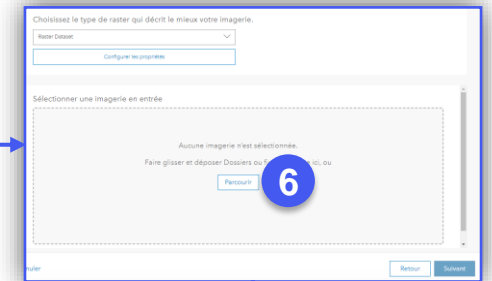 Choisissez le type de raster qui décrit le mieux votre imagerie.
Raster Dataset
Configurer les propriétés
Sélectionner une imagerie en entrée
Aucune imagerie n'est sélectionnée.
Faire glisser et déposer Dossiers ou ici, ou
Parcourir
6
nuler
Retour
Suivant